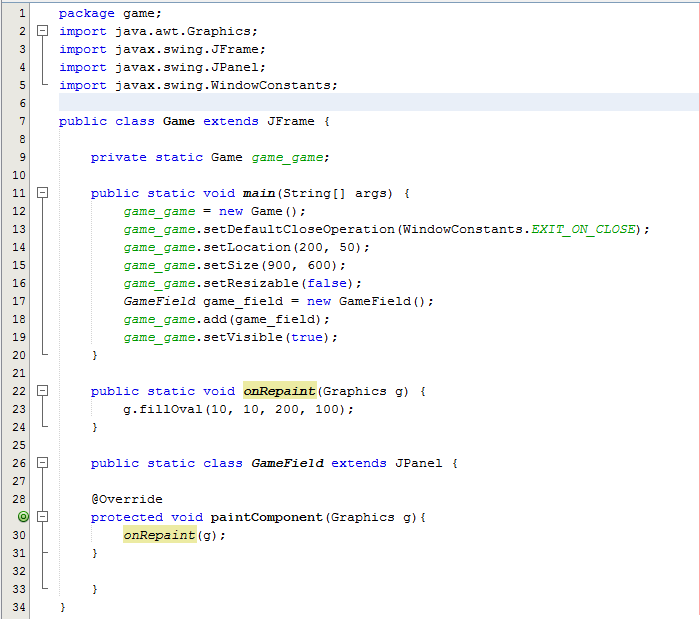 1 package game;
2 import java.awt.Graphics;
3 import javax.swing.JFrame;
4 import javax.swing.JPanel;
5 import javax.swing.WindowConstants;
6
7 public class Game extends JFrame {
8
9     private static Game game_game;
10
11     public static void main(String[] args) {
12         game_game = new Game();
13         game_game.setDefaultCloseOperation(WindowConstants.EXIT_ON_CLOSE);
14         game_game.setLocation(200, 50);
15         game_game.setSize(900, 600);
16         game_game.setResizable(false);
17         GameField game_field = new GameField();
18         game_game.add(game_field);
19         game_game.setVisible(true);
20     }
21
22     public static void onRepaint(Graphics g) {
23         g.fillOval(10, 10, 200, 100);
24     }
25
26     public static class GameField extends JPanel {
27
28     @Override
    protected void paintComponent(Graphics g){
30         onRepaint(g);
31     }
32
33     }
34 }